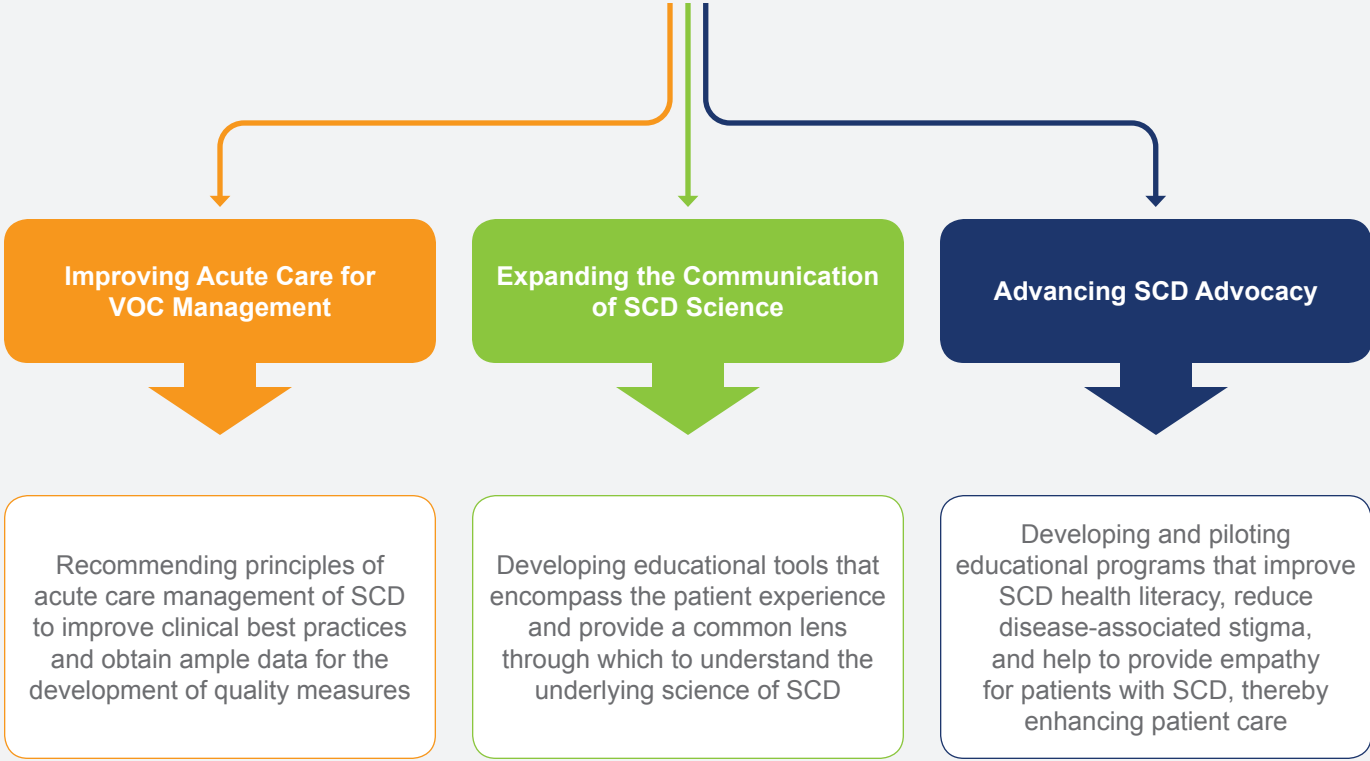 Improving Acute Care for
VOC Management
Expanding the Communication
of SCD Science
Advancing SCD Advocacy
Recommending principles of
acute care management of SCD
to improve clinical best practices
and obtain ample data for the
development of quality measures
Developing educational tools that
encompass the patient experience
and provide a common lens
through which to understand the
underlying science of SCD
Developing and piloting
educational programs that improve
SCD health literacy, reduce
disease-associated stigma,
and help to provide empathy
for patients with SCD, thereby
enhancing patient care